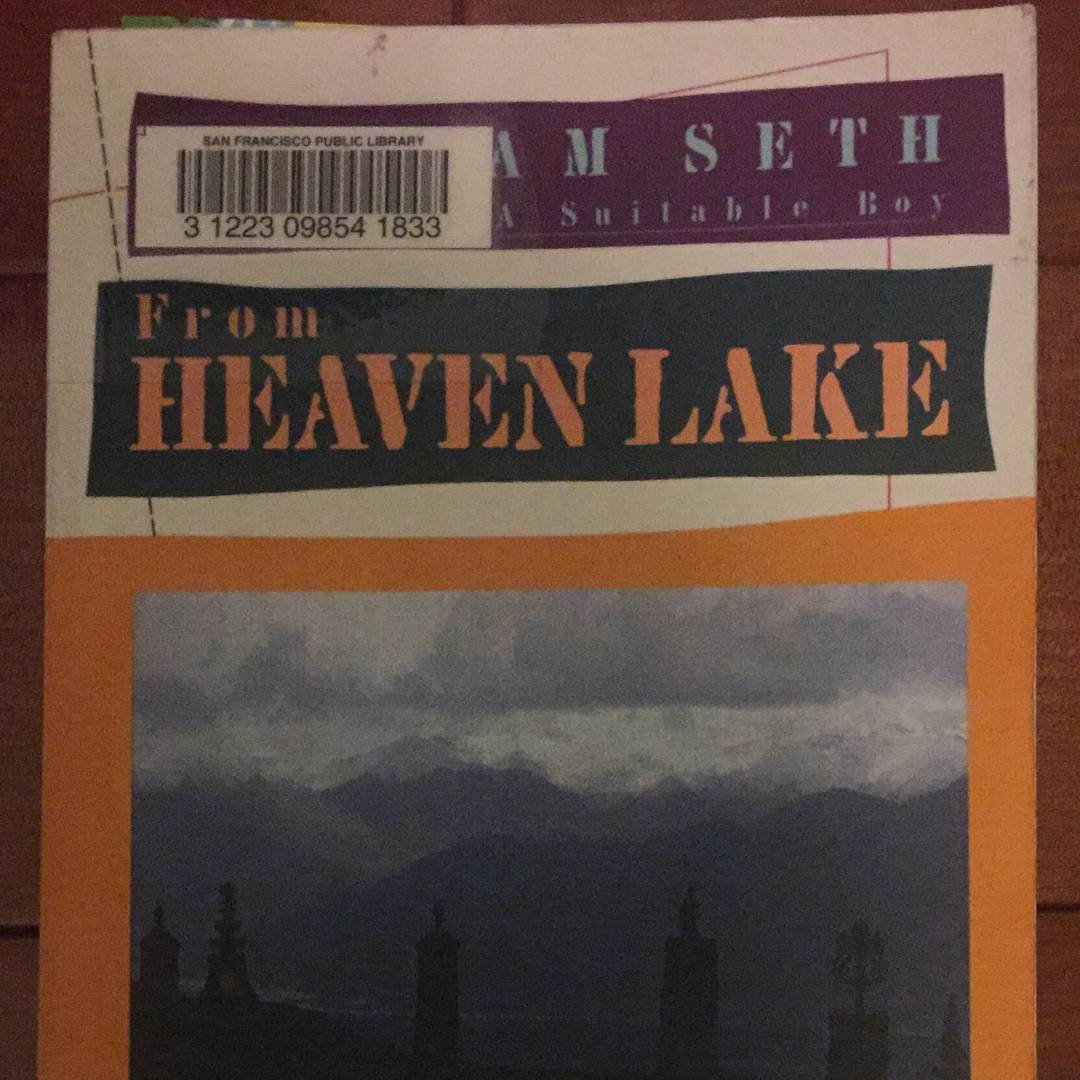 SAN FRANCISCO PUBLIC LIBRARY
3 1223 09854 1833
AM SETH
A Suitable Boy
From
HEAVEN LAKE